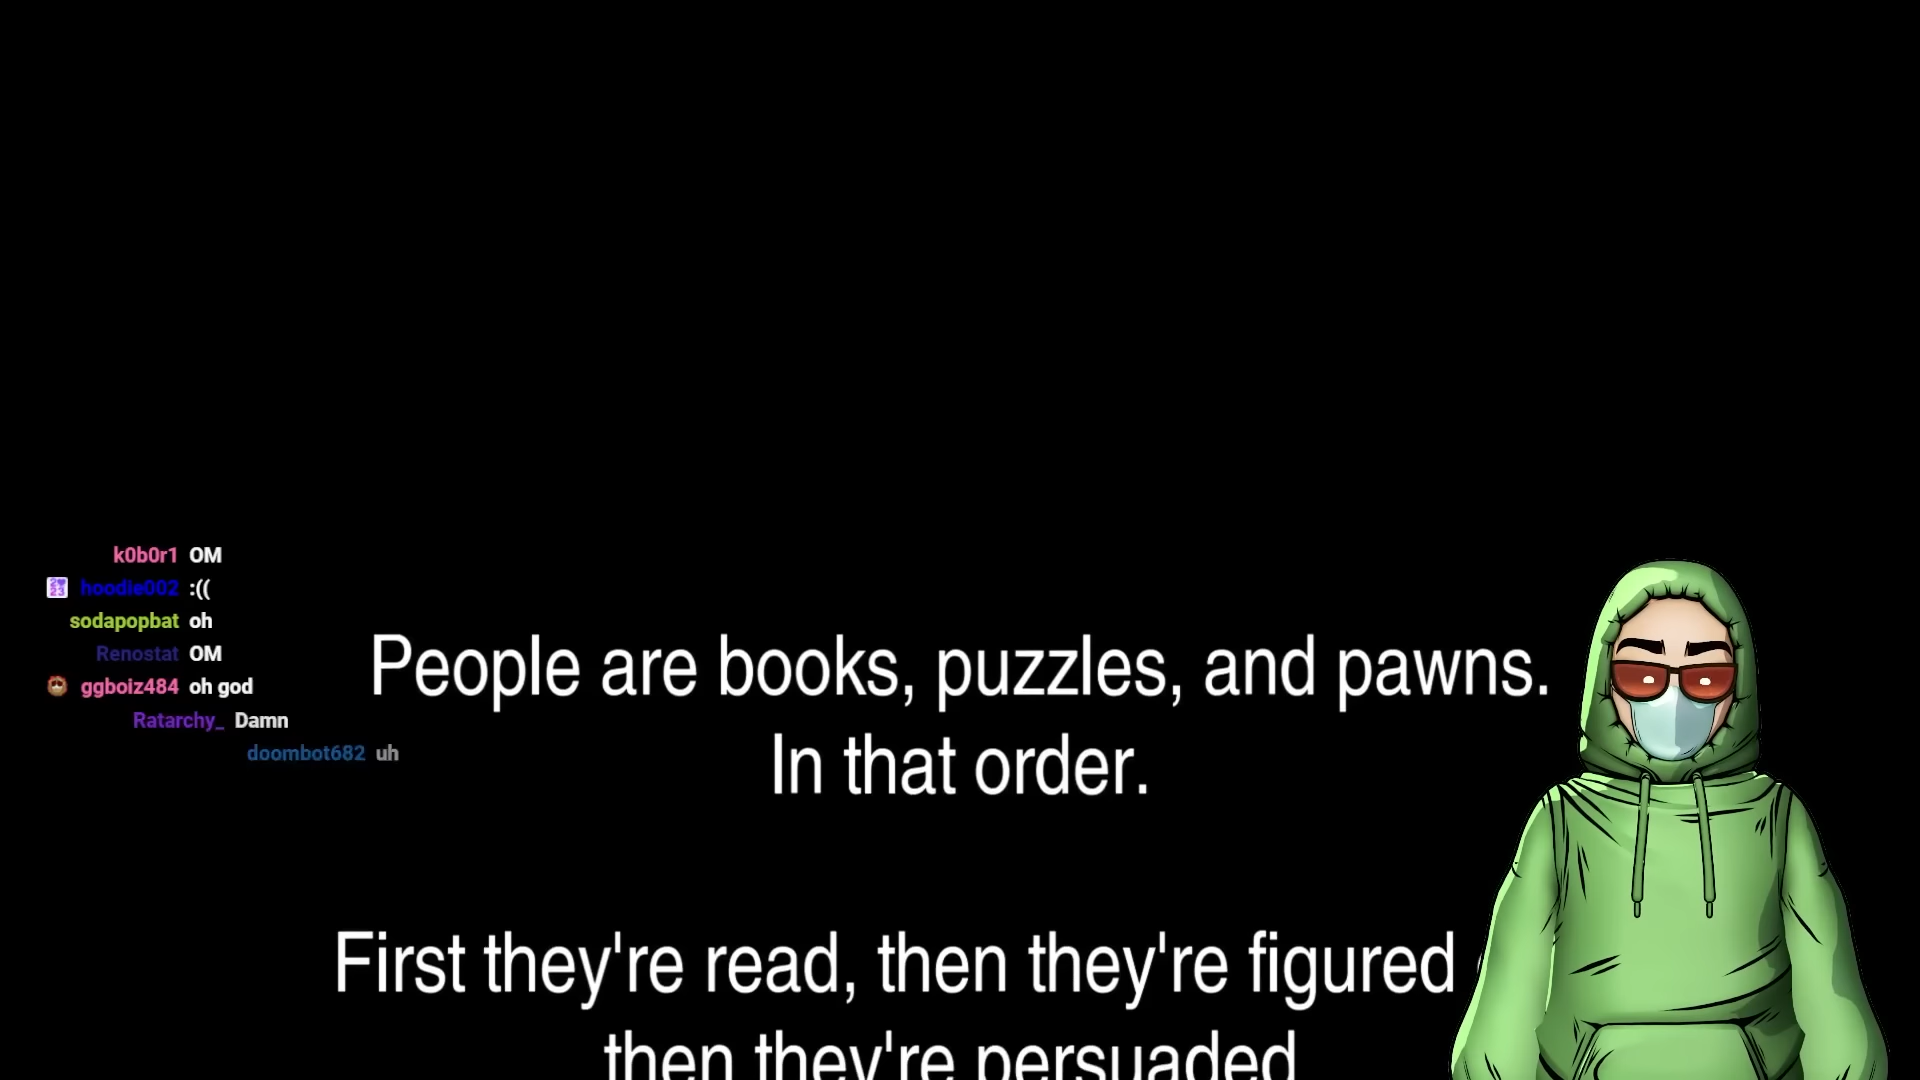 k0b0r1 OM
hoodie002 :((
sodapopbat oh
Renostat OM
ggboiz484 oh god
Ratarchy_ Damn
doombot682 uh
People are books, puzzles, and pawns.
In that order.
First they're read, then they're figured
then they're persuaded